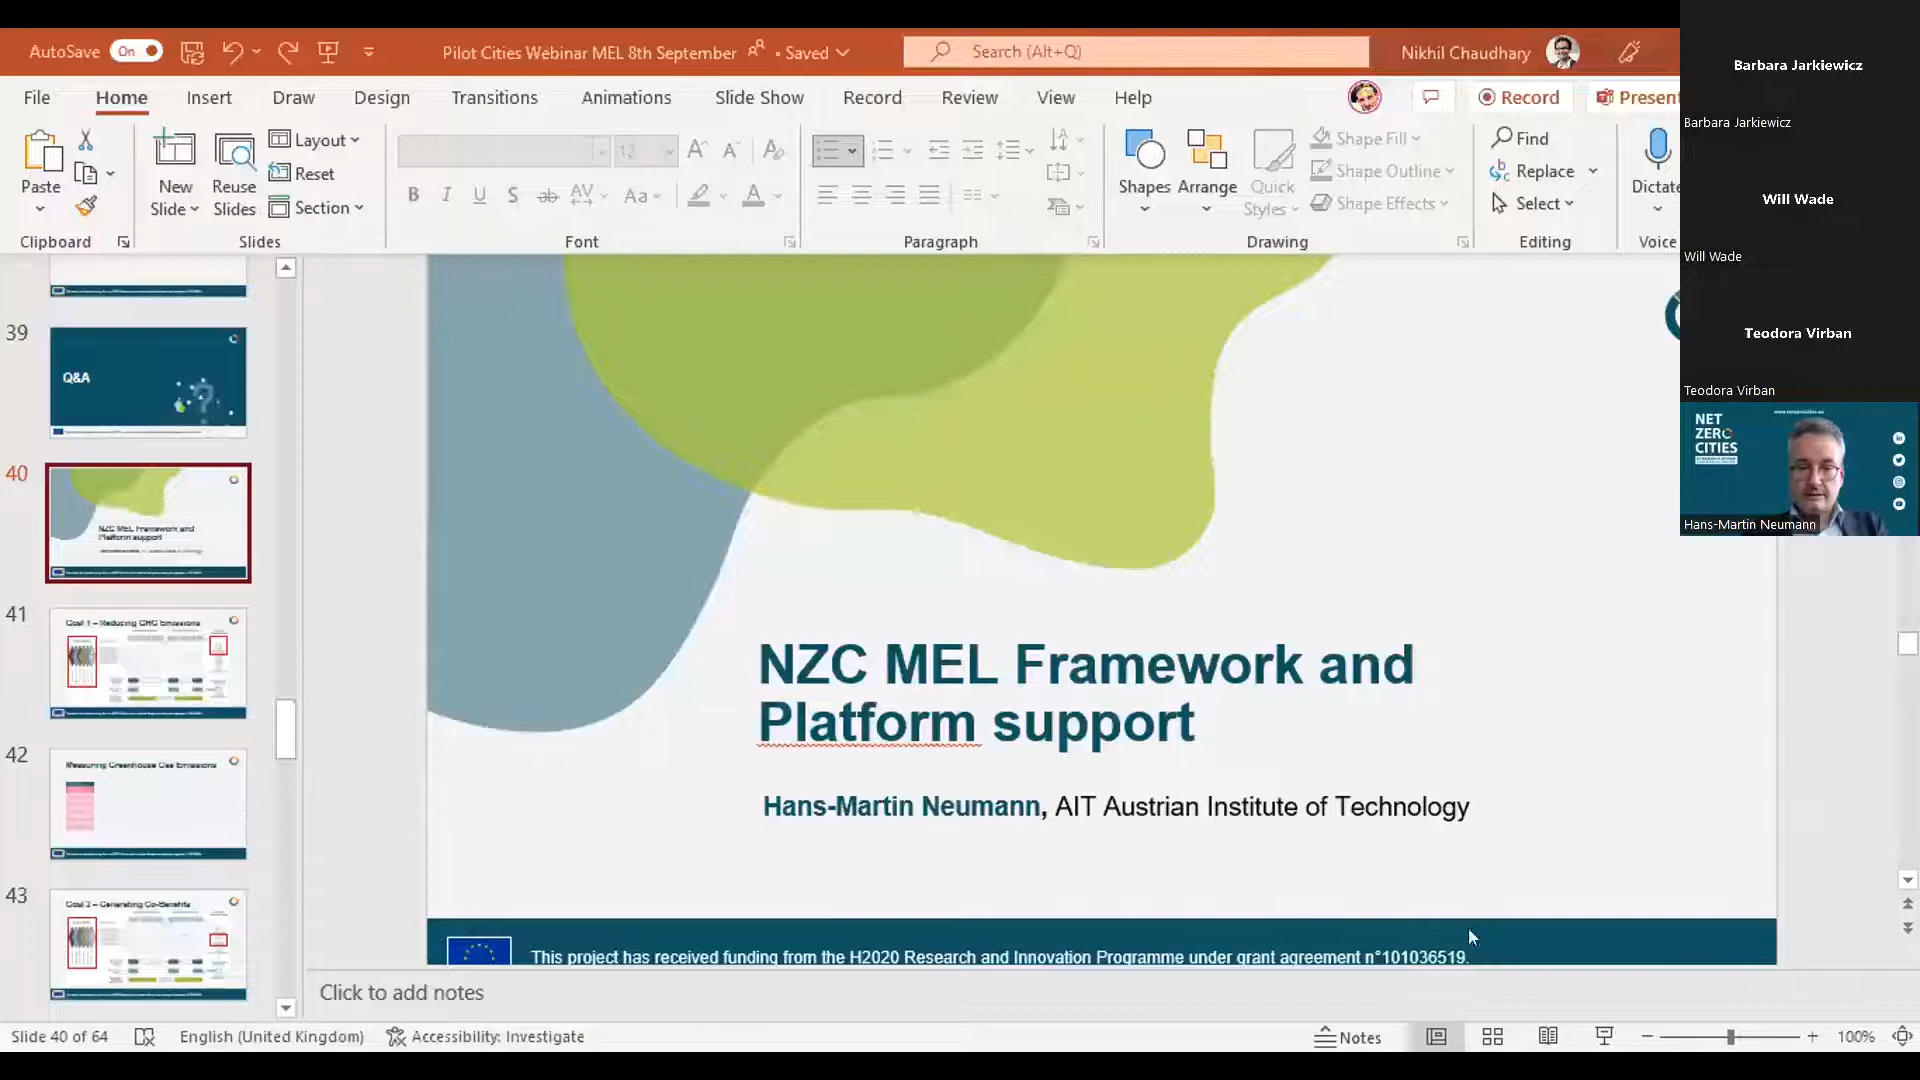 AutoSave On Pilot Cities Webinar MEL 8th September • Saved Search (Alt+Q) Nikhil Chaudhary
File Home Insert Draw Design Transitions Animations Slide Show Record Review View Help Record Present
Paste
New Slide
Reuse Slides
Layout
Reset
Section
12
B I U S ab AV Aa A
Shapes
Arrange
Quick Styles
Shape Fill
Shape Outline
Shape Effects
Find
Replace
Select
Dictate
Clipboard Slides Font Paragraph Drawing Editing Voice
39
Q&A
40
NZC MEL Framework and
Platform support
41
Goal 1 – Reducing GHG Emissions
42
Measuring Greenhouse Gas Emissions
43
Goal 2 – Generating Co-Benefits
NZC MEL Framework and
Platform support
Hans-Martin Neumann, AIT Austrian Institute of Technology
This project has received funding from the H2020 Research and Innovation Programme under grant agreement n°101036519.
Click to add notes
Slide 40 of 64 English (United Kingdom) Accessibility: Investigate Notes 100%
Barbara Jarkiewicz
Barbara Jarkiewicz
Will Wade
Will Wade
Teodora Virban
Teodora Virban
NET
ZERO
CITIES
Hans-Martin Neumann